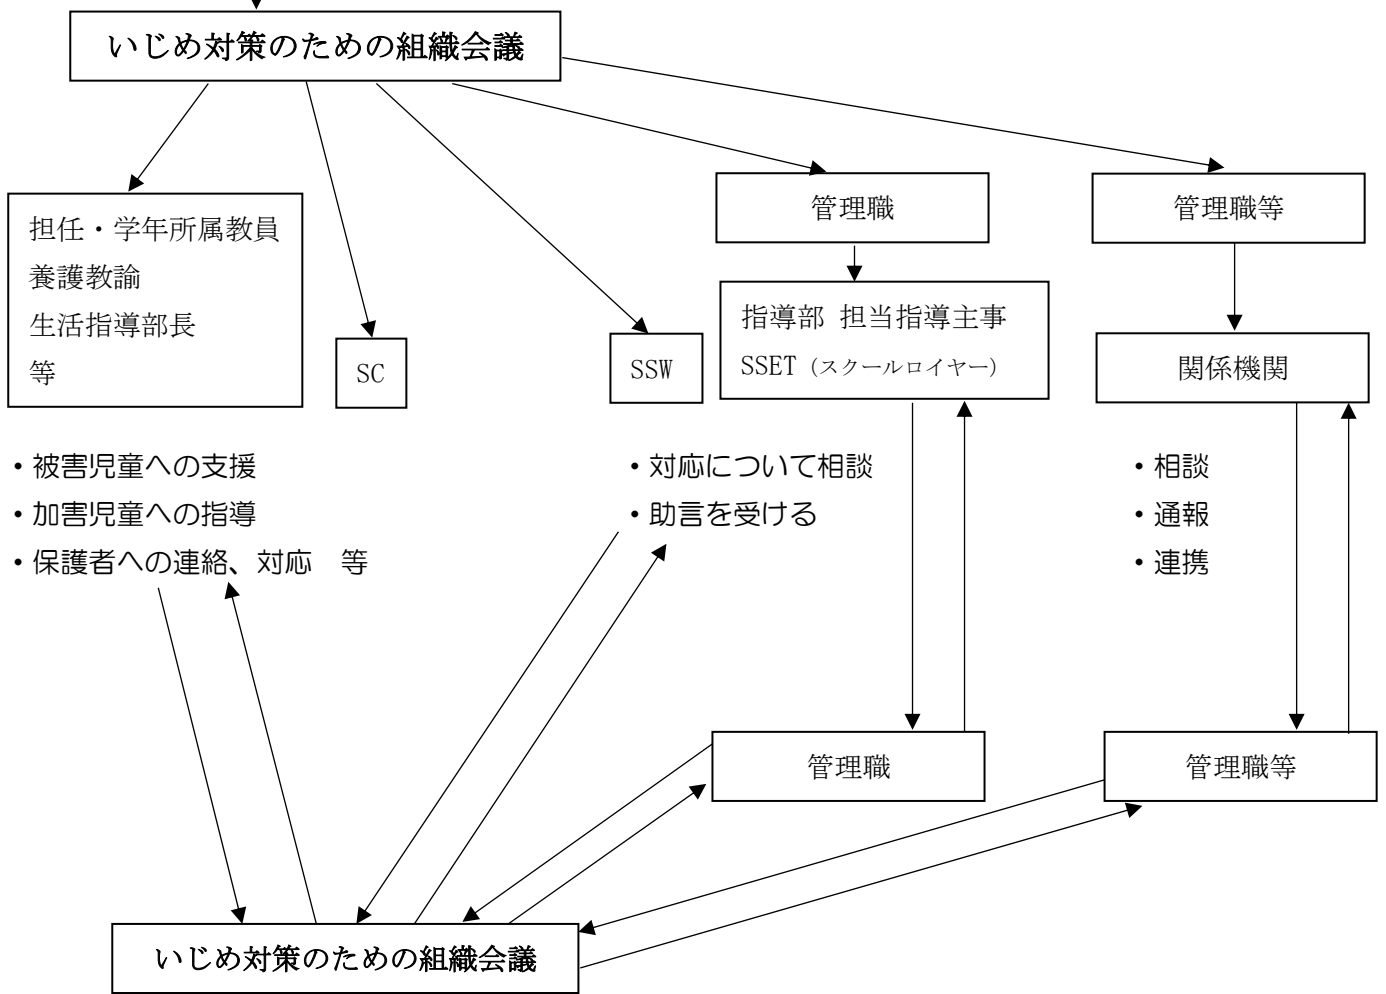 いじめ対策のための組織会議
担任・学年所属教員
養護教諭
生活指導部長
等
SC
SSW
管理職
指導部 担当指導主事
SSET（スクールロイヤー）
管理職等
関係機関
・被害児童への支援
・加害児童への指導
・保護者への連絡、対応　等
・対応について相談
・助言を受ける
・相談
・通報
・連携
管理職
管理職等
いじめ対策のための組織会議